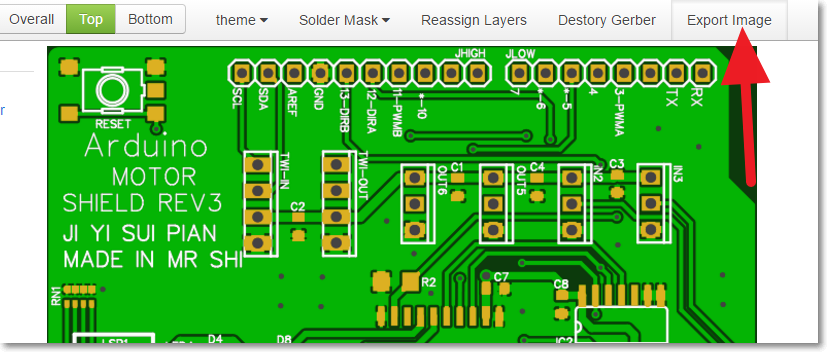 Overall Top Bottom theme Solder Mask Reassign Layers Destory Gerber Export Image
JHIGH JLOW
SCL SDA AREF GND 13-DIRB 12-DIRA 11-PWMB *-10 7 *-6 *-5 4 3-PWMA TX RX
RESET
Arduino
MOTOR
SHIELD REV3
JI YI SUI PIAN
MADE IN MR SHI
TWI-IN TWI-OUT OUT6 C1 OUT5 C4 IN2 C3 IN3
C2
R2 C7 C8
RN1
LSP1 D4 D8 IC2